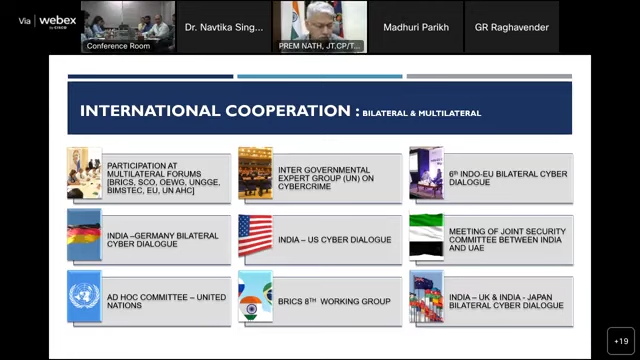 Via
webex
Conference Room
Dr. Navtika Sing...
PREM NATH, JT.CP/T...
Madhuri Parikh
GR Raghavender
INTERNATIONAL COOPERATION : BILATERAL & MULTILATERAL
PARTICIPATION AT
MULTILATERAL FORUMS
[BRICS, SCO, OEWG, UNGGE,
BIMSTEC, EU, UN AHC]
INTER GOVERNMENTAL
EXPERT GROUP (UN) ON
CYBERCRIME
6th INDO-EU BILATERAL CYBER
DIALOGUE
INDIA –GERMANY BILATERAL
CYBER DIALOGUE
INDIA – US CYBER DIALOGUE
MEETING OF JOINT SECURITY
COMMITTEE BETWEEN INDIA
AND UAE
AD HOC COMMITTEE – UNITED
NATIONS
BRICS 8TH WORKING GROUP
INDIA – UK & INDIA - JAPAN
BILATERAL CYBER DIALOGUE
+19